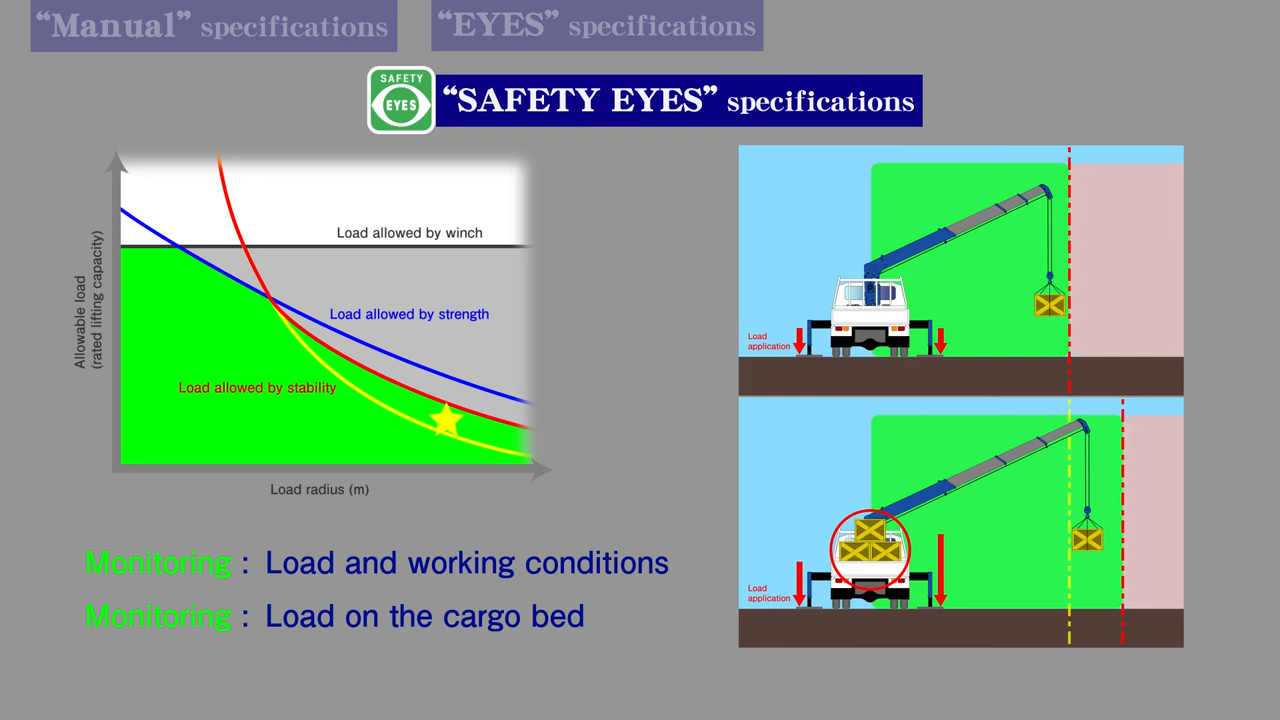 “Manual” specifications
“EYES” specifications
SAFETY
EYES
“SAFETY EYES” specifications
Load allowed by winch
Load allowed by strength
Load allowed by stability
Allowable load
(rated lifting capacity)
Load radius (m)
Load
application
Load
application
Monitoring : Load and working conditions
Monitoring : Load on the cargo bed